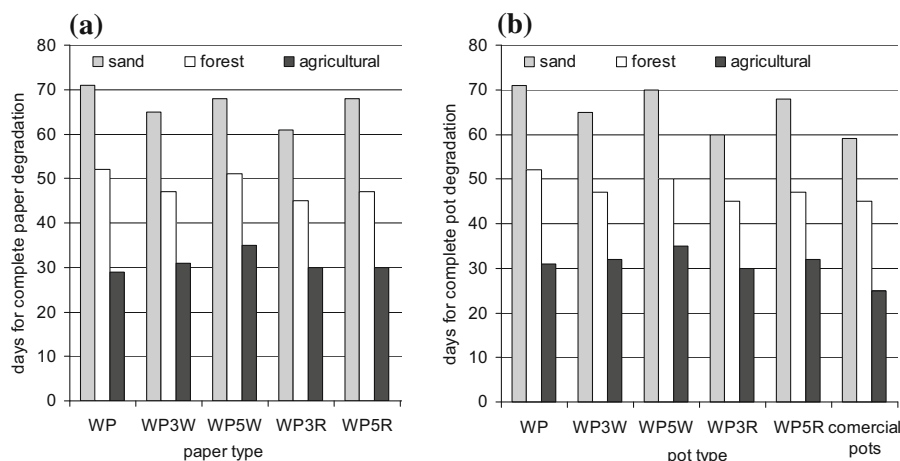 (a)
80
70
60
50
40
30
20
10
0
sand forest agricultural
days for complete paper degradation
WP WP3W WP5W WP3R WP5R
paper type
(b)
80
70
60
50
40
30
20
10
0
sand forest agricultural
days for complete pot degradation
WP WP3W WP5W WP3R WP5R comercial
pots
pot type